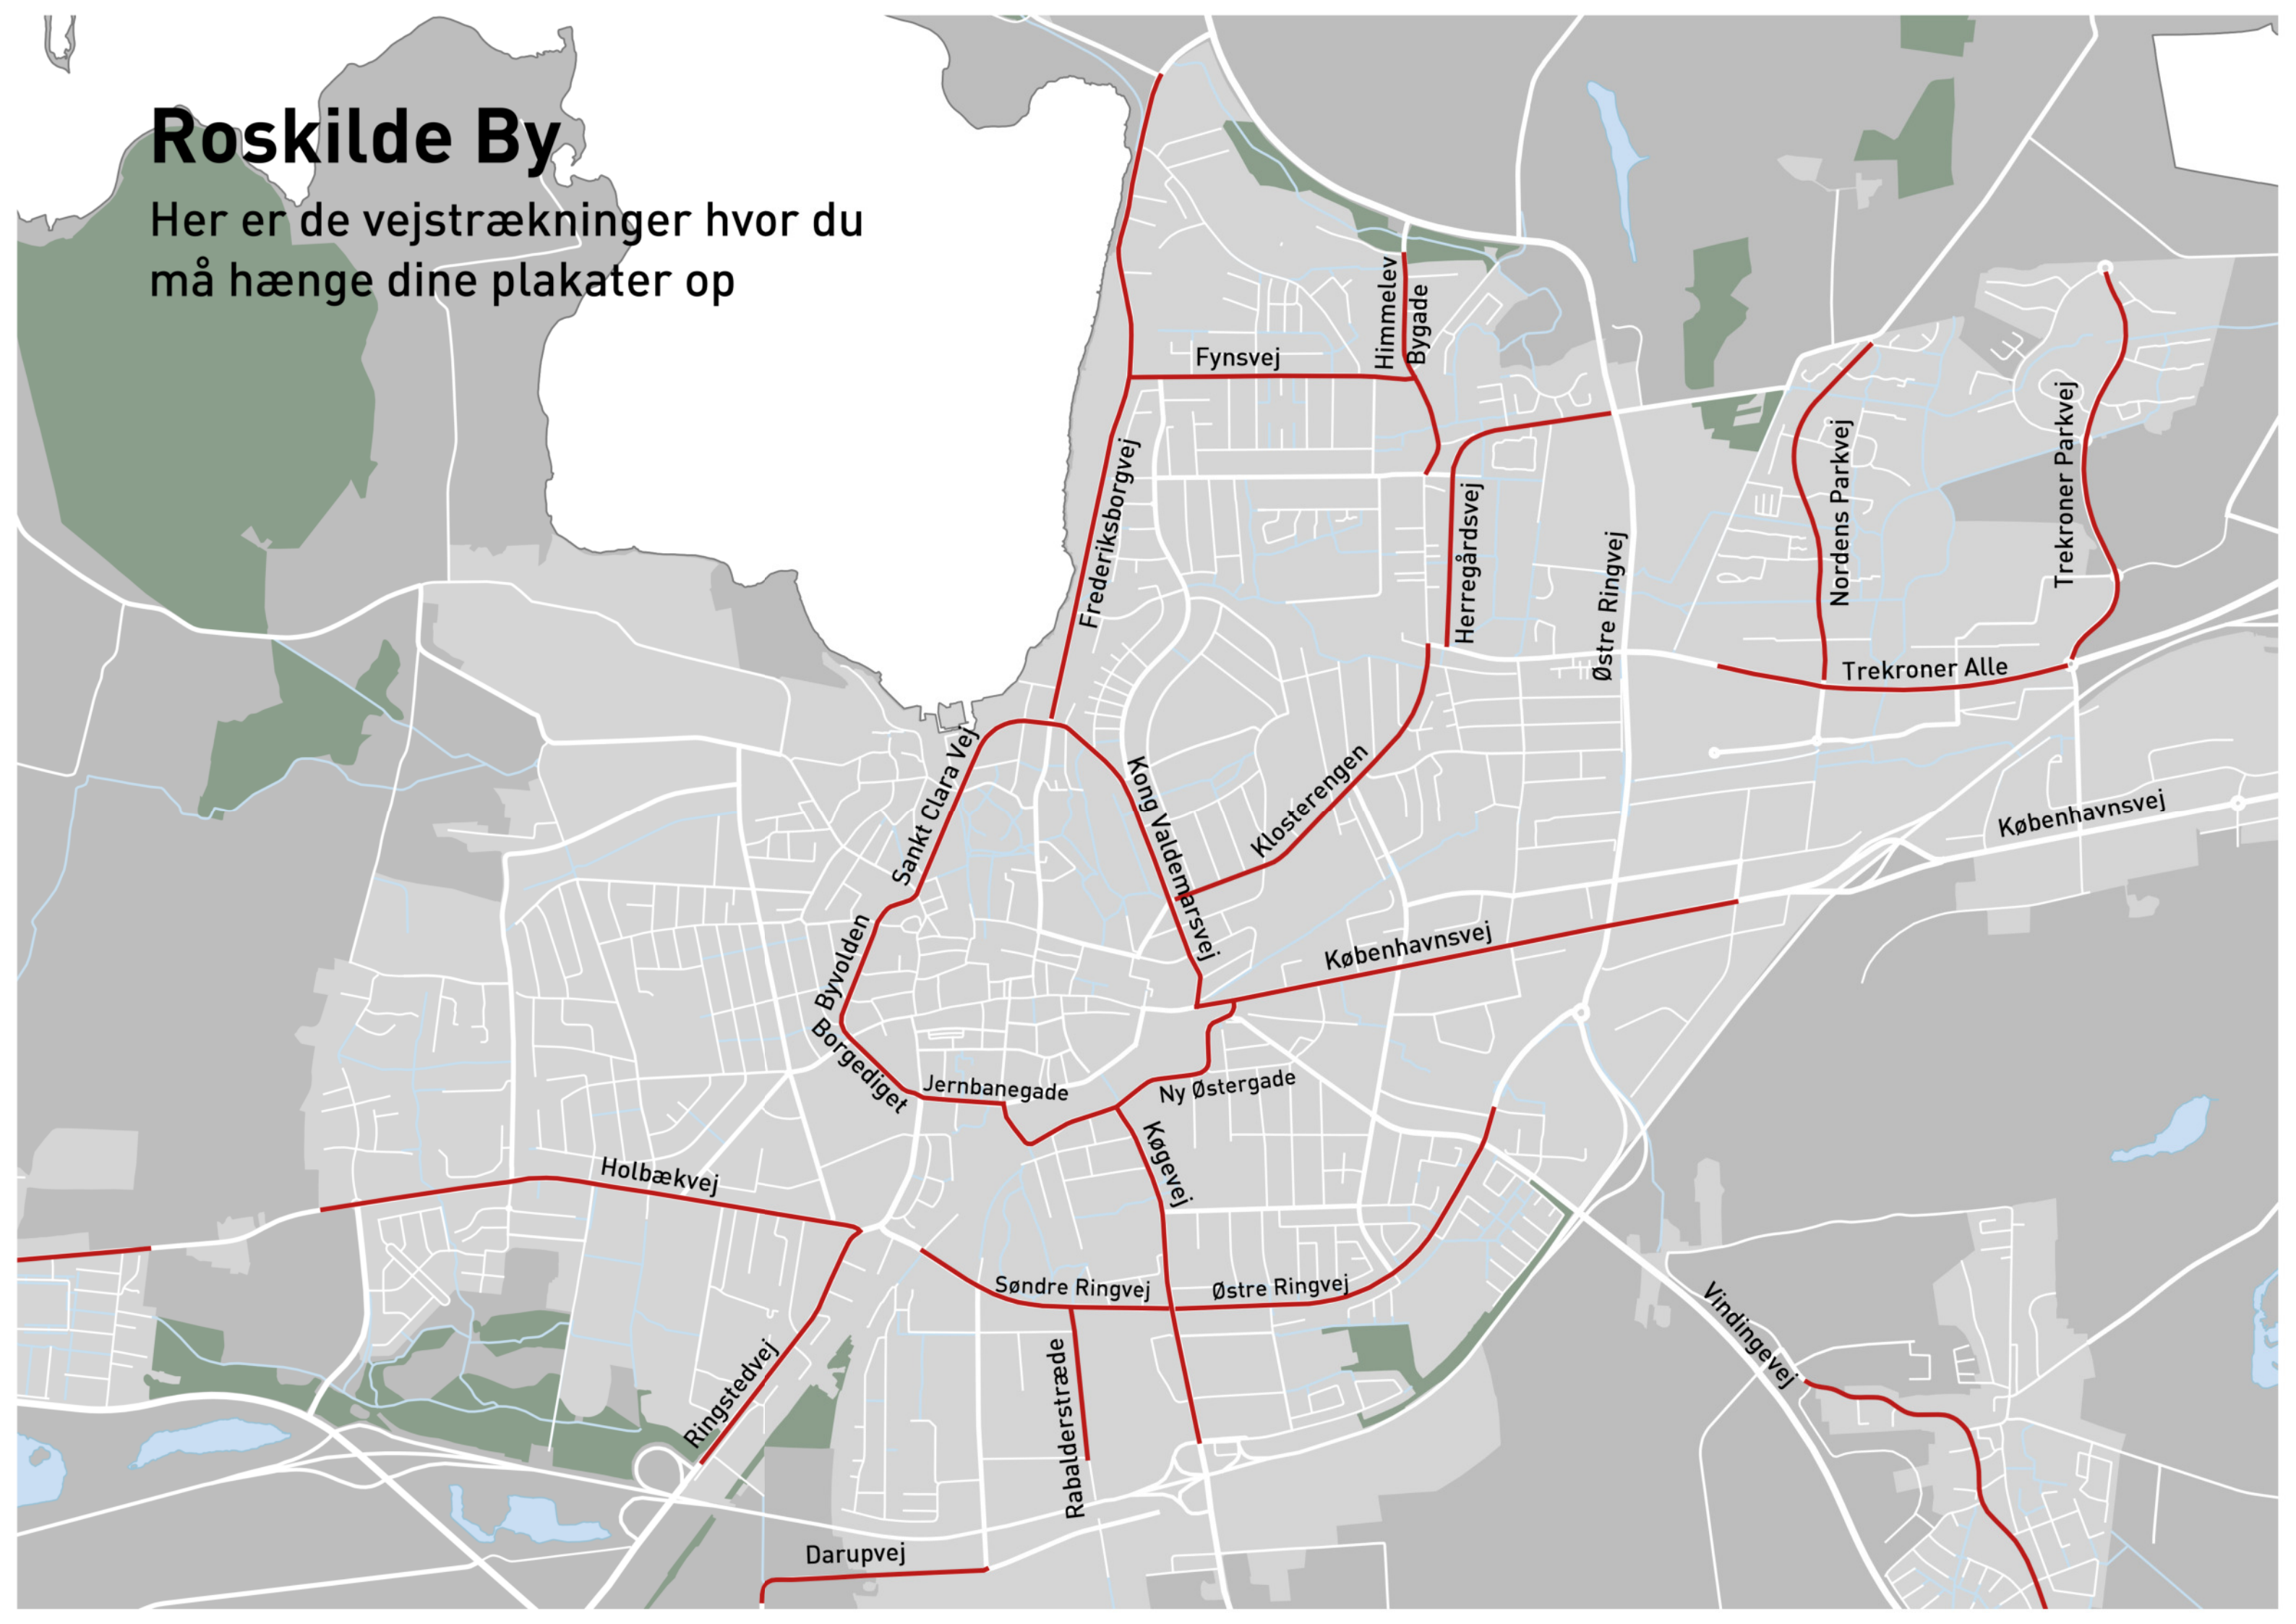 Roskilde By
Her er de vejstrækninger hvor du
må hænge dine plakater op
Himmelev
Bygade
Fynsvej
Frederiksborgvej
Herregårdsvej
Østre Ringvej
Nordens Parkvej
Trekroner Parkvej
Trekroner Alle
Sankt Clara Vej
Kong Valdemarsvej
Klosterengen
Københavnsvej
Københavnsvej
Byvolden
Borgediget
Jernbanegade
Ny Østergade
Køgevej
Holbækvej
Søndre Ringvej
Østre Ringvej
Ringstedvej
Rabalderstræde
Vindingevej
Darupvej